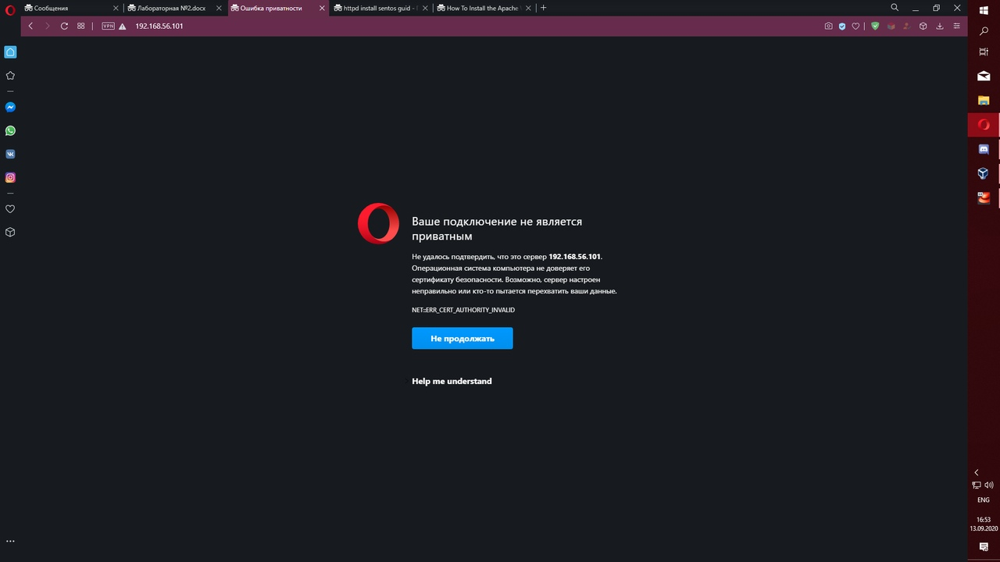 Сообщения
Лабораторная №2.docx
Ошибка приватности
httpd install sentos guid -
How To Install the Apache
VPN
192.168.56.101
Ваше подключение не является
приватным
Не удалось подтвердить, что это сервер 192.168.56.101.
Операционная система компьютера не доверяет его
сертификату безопасности. Возможно, сервер настроен
неправильно или кто-то пытается перехватить ваши данные.
NET::ERR_CERT_AUTHORITY_INVALID
Не продолжать
Help me understand
ENG
16:53
13.09.2020